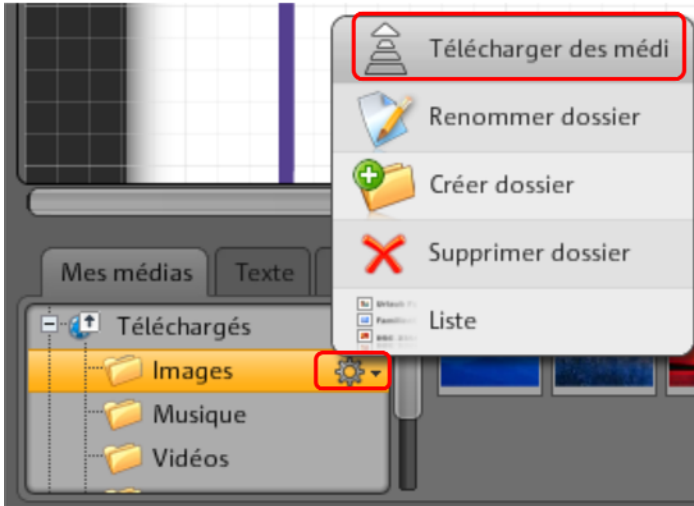 Télécharger des médi
Renommer dossier
Créer dossier
Supprimer dossier
Liste
Mes médias
Texte
Téléchargés
Images
Musique
Vidéos